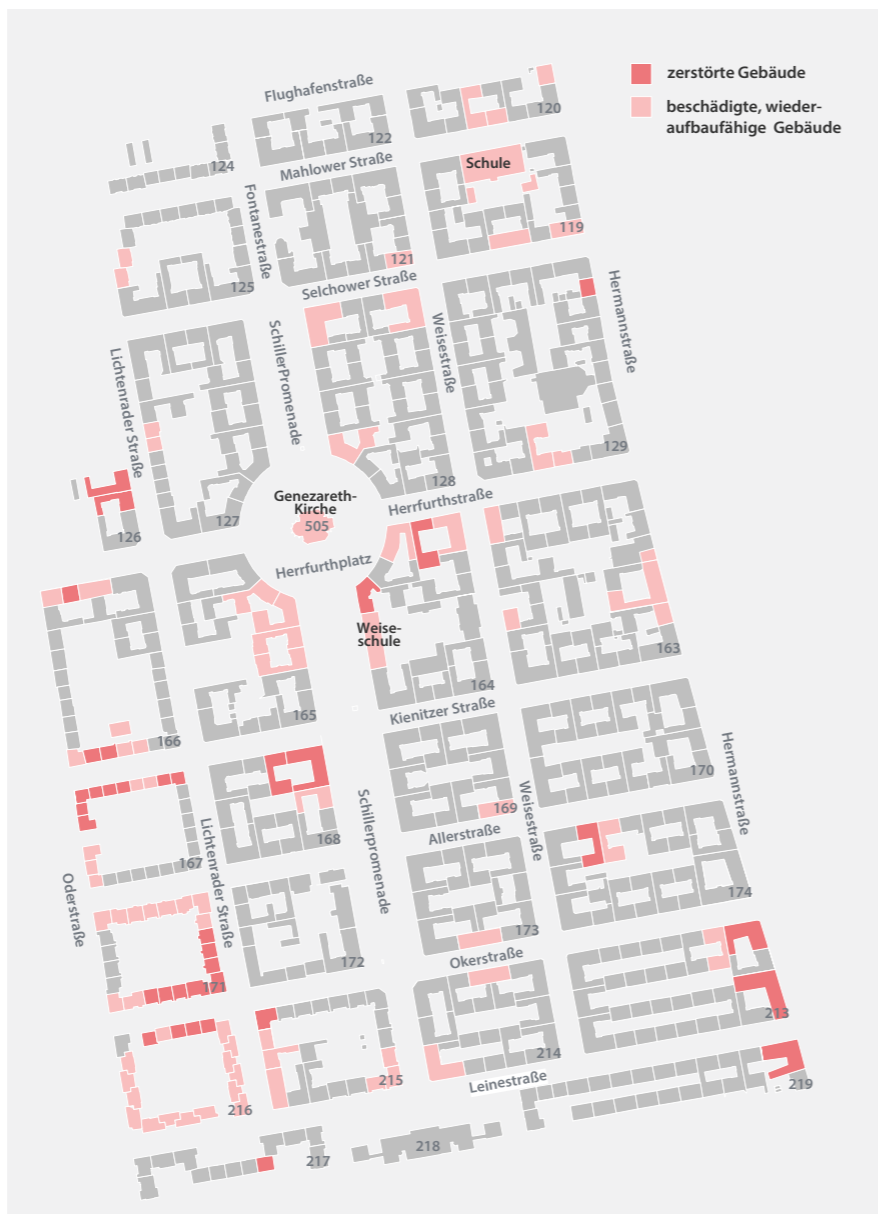 zerstörte Gebäude
beschädigte, wieder-
aufbaufähige Gebäude
Flughafenstraße
120
122
124
Mahlower Straße
Schule
Fontanestraße
119
121
125
Selchower Straße
Hermannstraße
SchillerPromenade
Weisestraße
Lichtenrader Straße
129
128
Genezareth-
Kirche
505
Herrfurthstraße
127
126
Herrfurthplatz
Weise-
schule
163
164
165
Kienitzer Straße
166
170
Hermannstraße
Weisestraße
Schillerpromenade
169
Allerstraße
168
167
Lichtenrader Straße
Oderstraße
174
173
172
Okerstraße
171
213
214
215
Leinestraße
219
216
218
217